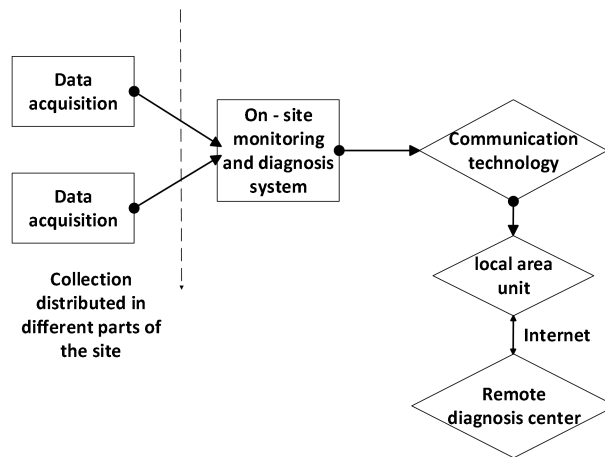 Data
acquisition
On - site
monitoring
and diagnosis
system
Communication
technology
Data
acquisition
Collection
distributed in
different parts of
the site
local area
unit
Internet
Remote
diagnosis center